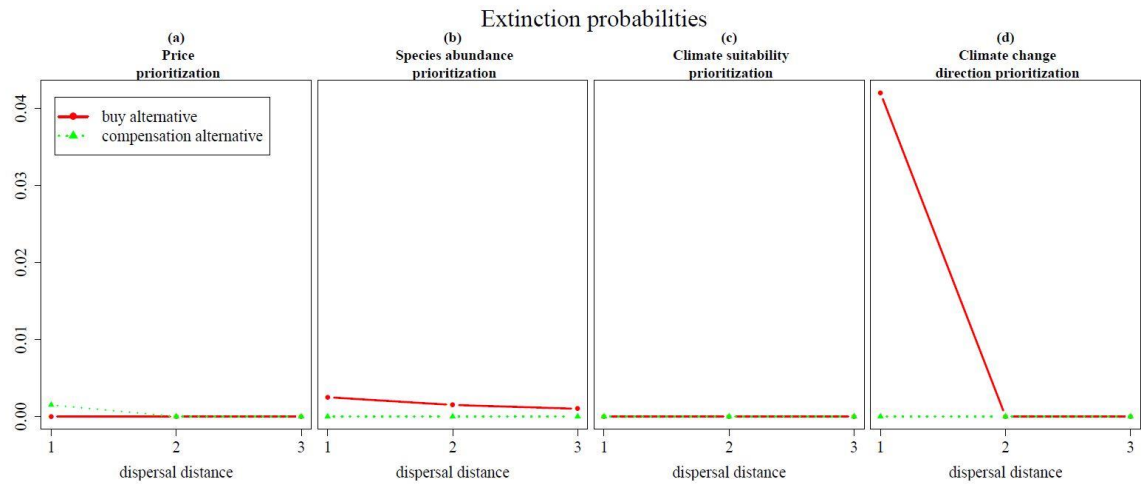 Extinction probabilities
(a)
Price
prioritization
(b)
Species abundance
prioritization
(c)
Climate suitability
prioritization
(d)
Climate change
direction prioritization
buy alternative
compensation alternative
0.04
0.03
0.02
0.01
0.00
1 2 3
dispersal distance
1 2 3
dispersal distance
1 2 3
dispersal distance
1 2 3
dispersal distance